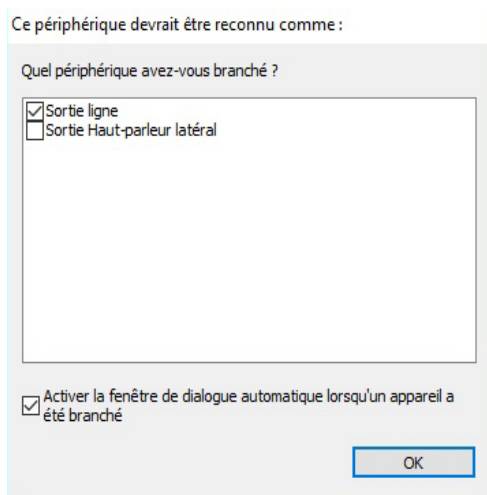 Ce périphérique devrait être reconnu comme :
Quel périphérique avez-vous branché ?
Sortie ligne
Sortie Haut-parleur latéral
Activer la fenêtre de dialogue automatique lorsqu'un appareil a
été branché
OK